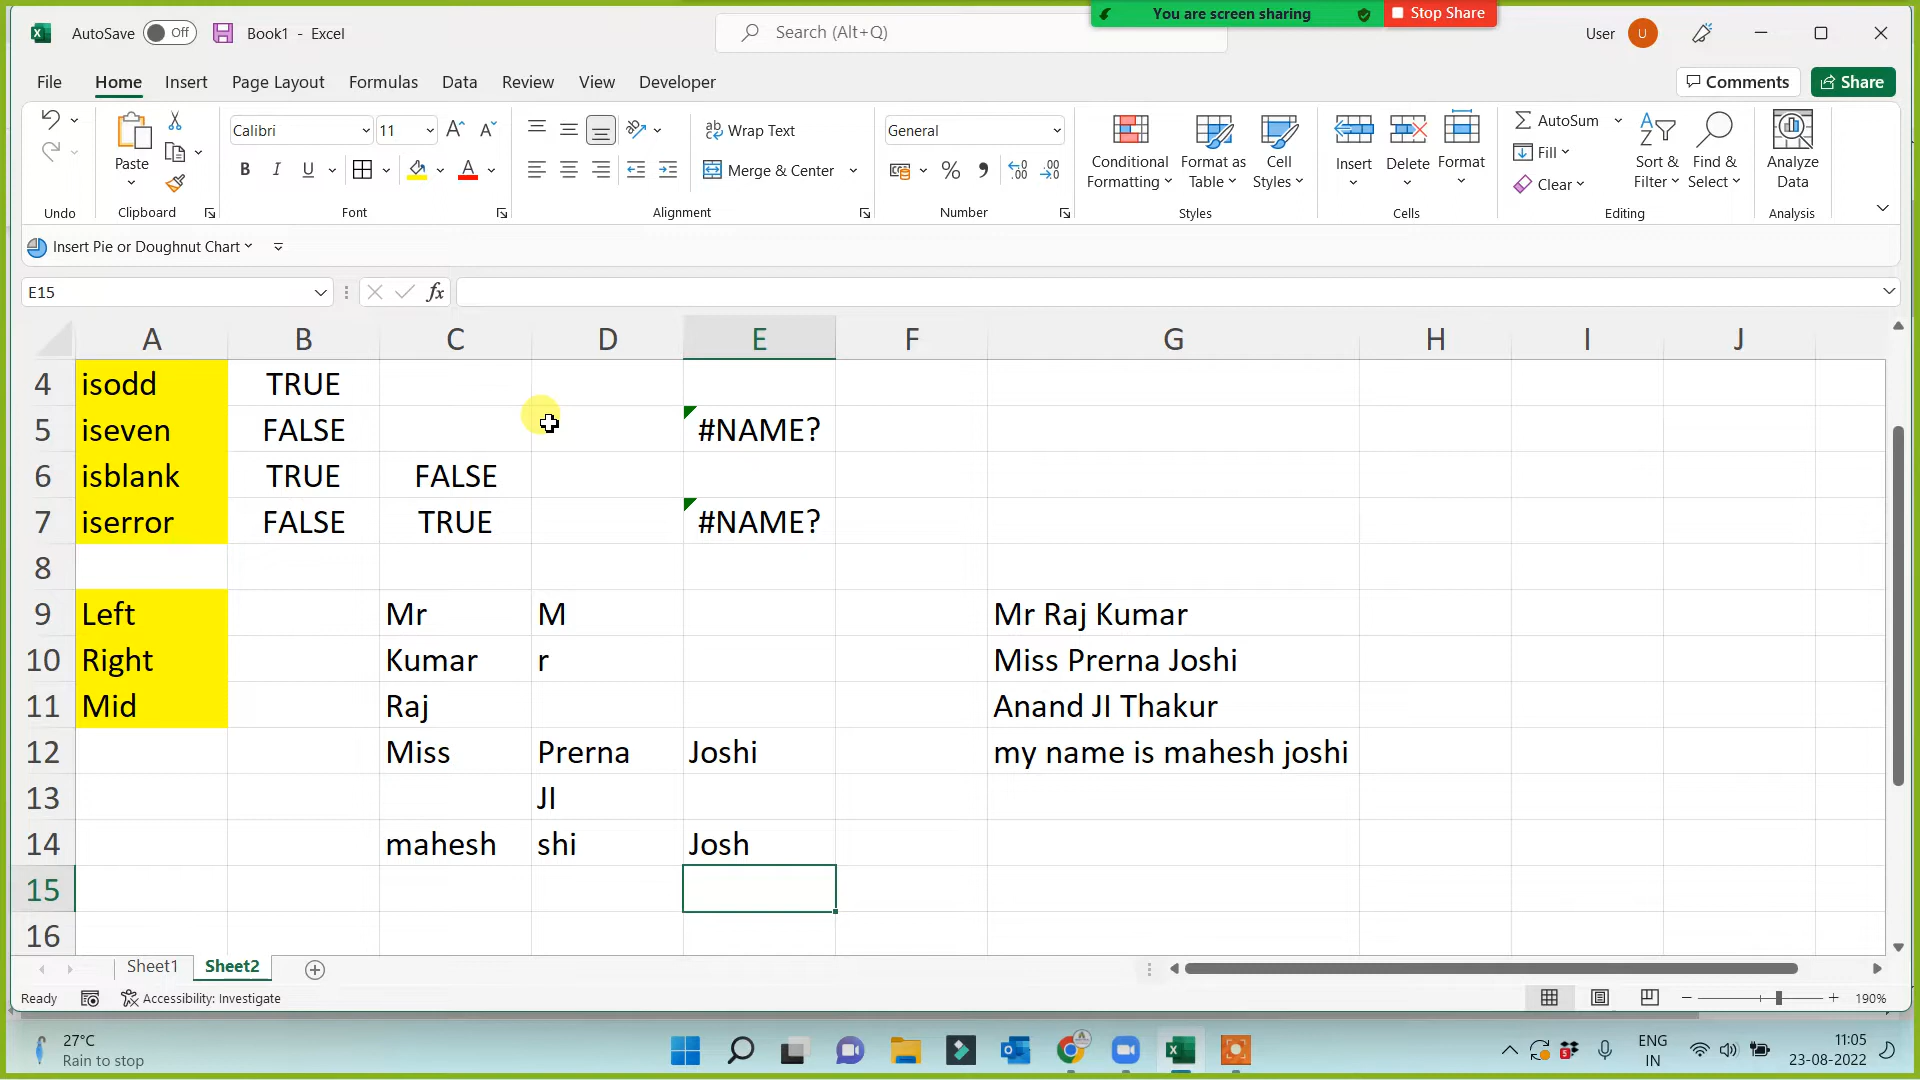 You are screen sharing
Stop Share
AutoSave Off Book1 - Excel
Search (Alt+Q)
User U
File Home Insert Page Layout Formulas Data Review View Developer
Comments Share
Paste
Calibri 11
B I U
Wrap Text
Merge & Center
General
Conditional Formatting
Format as Table
Cell Styles
Insert
Delete
Format
AutoSum
Fill
Clear
Sort & Filter
Find & Select
Analyze Data
Undo Clipboard Font Alignment Number Styles Cells Editing Analysis
Insert Pie or Doughnut Chart
E15 fx
A B C D E F G H I J
4 isodd TRUE
5 iseven FALSE #NAME?
6 isblank TRUE FALSE
7 iserror FALSE TRUE #NAME?
8
9 Left Mr M Mr Raj Kumar
10 Right Kumar r Miss Prerna Joshi
11 Mid Raj Anand JI Thakur
12 Miss Prerna Joshi my name is mahesh joshi
13 JI
14 mahesh shi Josh
15
16
Sheet1 Sheet2
Ready Accessibility: Investigate 190%
27°C
Rain to stop
ENG
IN
11:05
23-08-2022